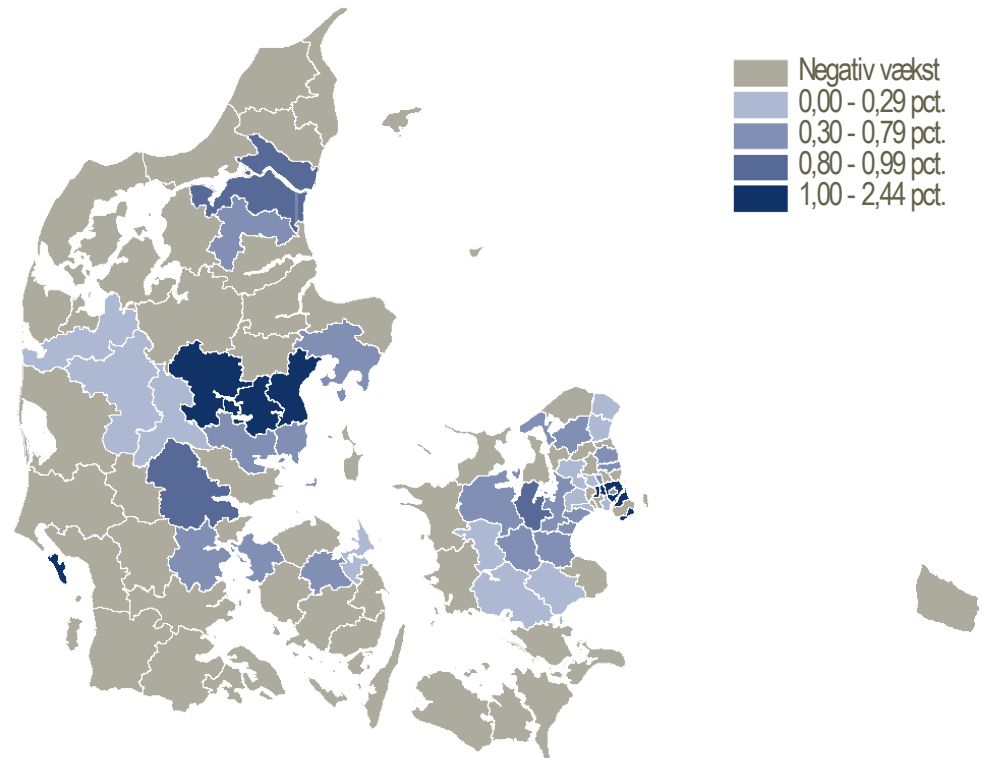 Negativ vækst
0,00 - 0,29 pct.
0,30 - 0,79 pct.
0,80 - 0,99 pct.
1,00 - 2,44 pct.